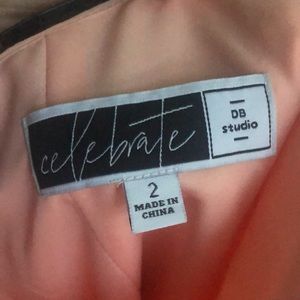 celebrate
DB
studio
2
MADE IN
CHINA